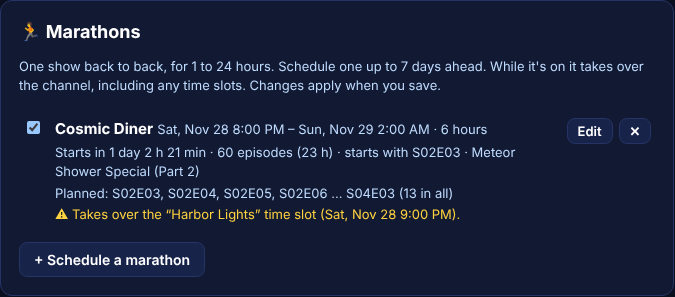 🏃 Marathons
One show back to back, for 1 to 24 hours. Schedule one up to 7 days ahead. While it's on it takes over
the channel, including any time slots. Changes apply when you save.
Cosmic Diner Sat, Nov 28 8:00 PM – Sun, Nov 29 2:00 AM · 6 hours
Edit
✕
Starts in 1 day 2 h 21 min · 60 episodes (23 h) · starts with S02E03 · Meteor
Shower Special (Part 2)
Planned: S02E03, S02E04, S02E05, S02E06 … S04E03 (13 in all)
⚠ Takes over the “Harbor Lights” time slot (Sat, Nov 28 9:00 PM).
+ Schedule a marathon